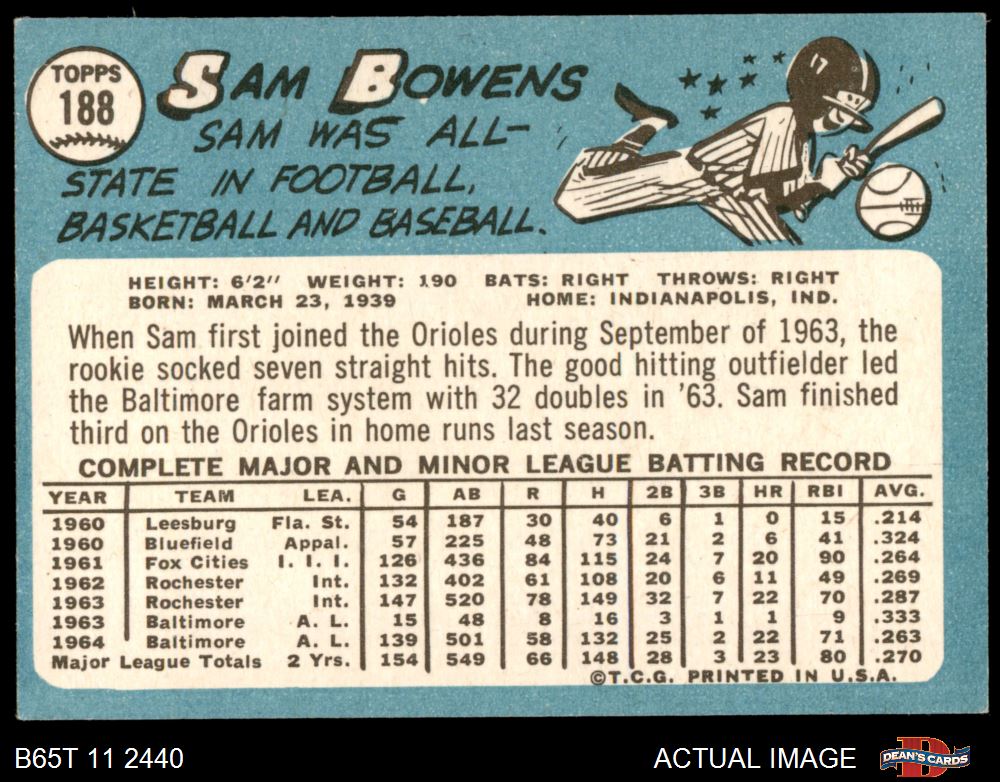 TOPPS
188
SAM BOWENS
SAM WAS ALL-
STATE IN FOOTBALL,
BASKETBALL AND BASEBALL.
HEIGHT: 6'2" WEIGHT: 190 BATS: RIGHT THROWS: RIGHT
BORN: MARCH 23, 1939 HOME: INDIANAPOLIS, IND.
When Sam first joined the Orioles during September of 1963, the
rookie socked seven straight hits. The good hitting outfielder led
the Baltimore farm system with 32 doubles in '63. Sam finished
third on the Orioles in home runs last season.
COMPLETE MAJOR AND MINOR LEAGUE BATTING RECORD
YEAR TEAM LEA. G AB R H 2B 3B HR RBI AVG.
1960 Leesburg Fla. St. 54 187 30 40 6 1 0 15 .214
1960 Bluefield Appal. 57 225 48 73 21 2 6 41 .324
1961 Fox Cities I. I. I. 126 436 84 115 24 7 20 90 .264
1962 Rochester Int. 132 402 61 108 20 6 11 49 .269
1963 Rochester Int. 147 520 78 149 32 7 22 70 .287
1963 Baltimore A. L. 15 48 8 16 3 1 1 9 .333
1964 Baltimore A. L. 139 501 58 132 25 2 22 71 .263
Major League Totals 2 Yrs. 154 549 66 148 28 3 23 80 .270
©T.C.G. PRINTED IN U.S.A.
B65T 11 2440 ACTUAL IMAGE DEAN'S CARDS